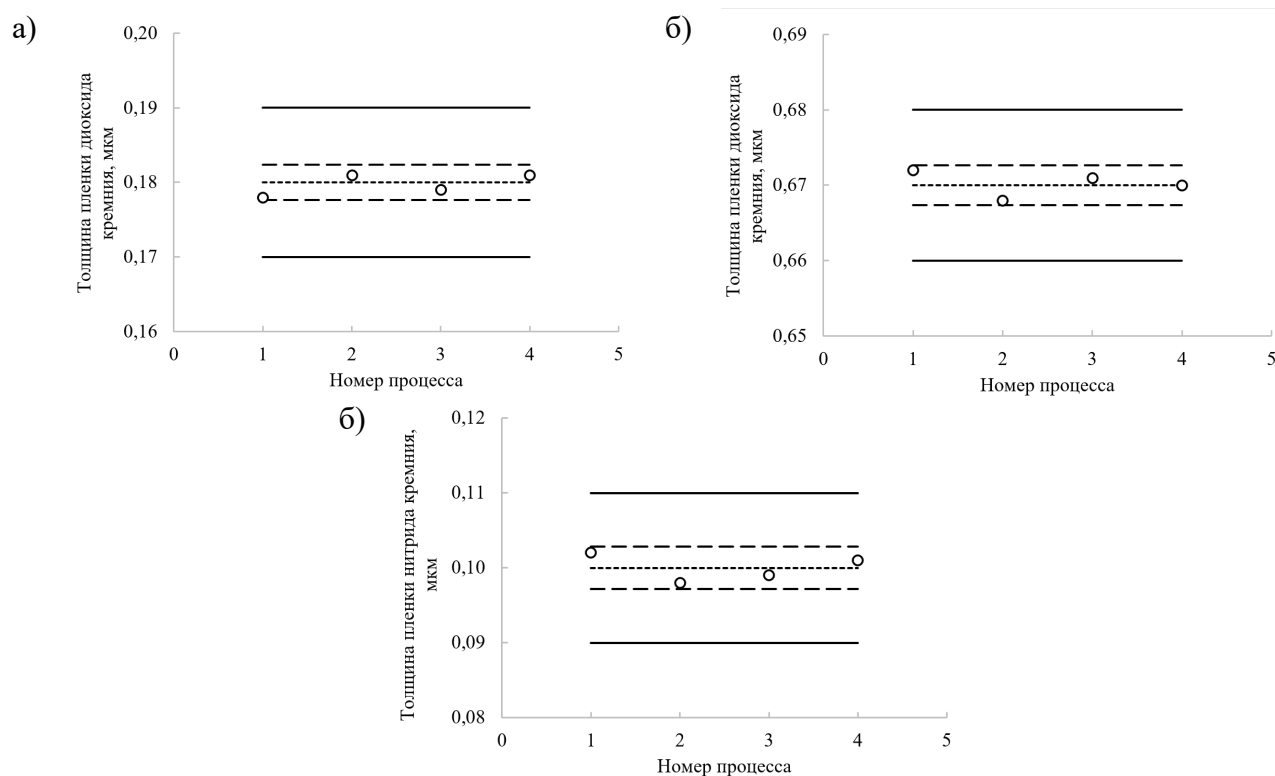 а)
Толщина пленки диоксида
кремния, мкм
0,20
0,19
0,18
0,17
0,16
0 1 2 3 4 5
Номер процесса
б)
Толщина пленки диоксида
кремния, мкм
0,69
0,68
0,67
0,66
0,65
0 1 2 3 4 5
Номер процесса
б)
Толщина пленки нитрида кремния,
мкм
0,12
0,11
0,10
0,09
0,08
0 1 2 3 4 5
Номер процесса